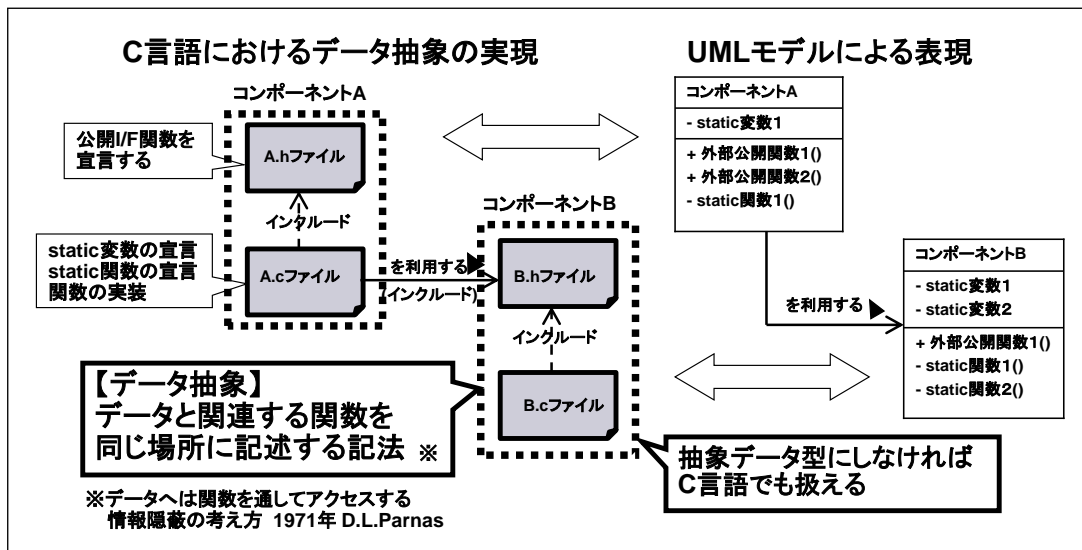 C言語におけるデータ抽象の実現
UMLモデルによる表現
コンポーネントA
公開I/F関数を
宣言する
A.hファイル
インクルード
static変数の宣言
static関数の宣言
関数の実装
A.cファイル
を利用する
(インクルード)
コンポーネントB
B.hファイル
インクルード
B.cファイル
【データ抽象】
データと関連する関数を
同じ場所に記述する記法 ※
※データへは関数を通してアクセスする
情報隠蔽の考え方 1971年 D.L.Parnas
コンポーネントA
- static変数1
+ 外部公開関数1()
+ 外部公開関数2()
- static関数1()
を利用する
コンポーネントB
- static変数1
- static変数2
+ 外部公開関数1()
- static関数1()
- static関数2()
抽象データ型にしなければ
C言語でも扱える